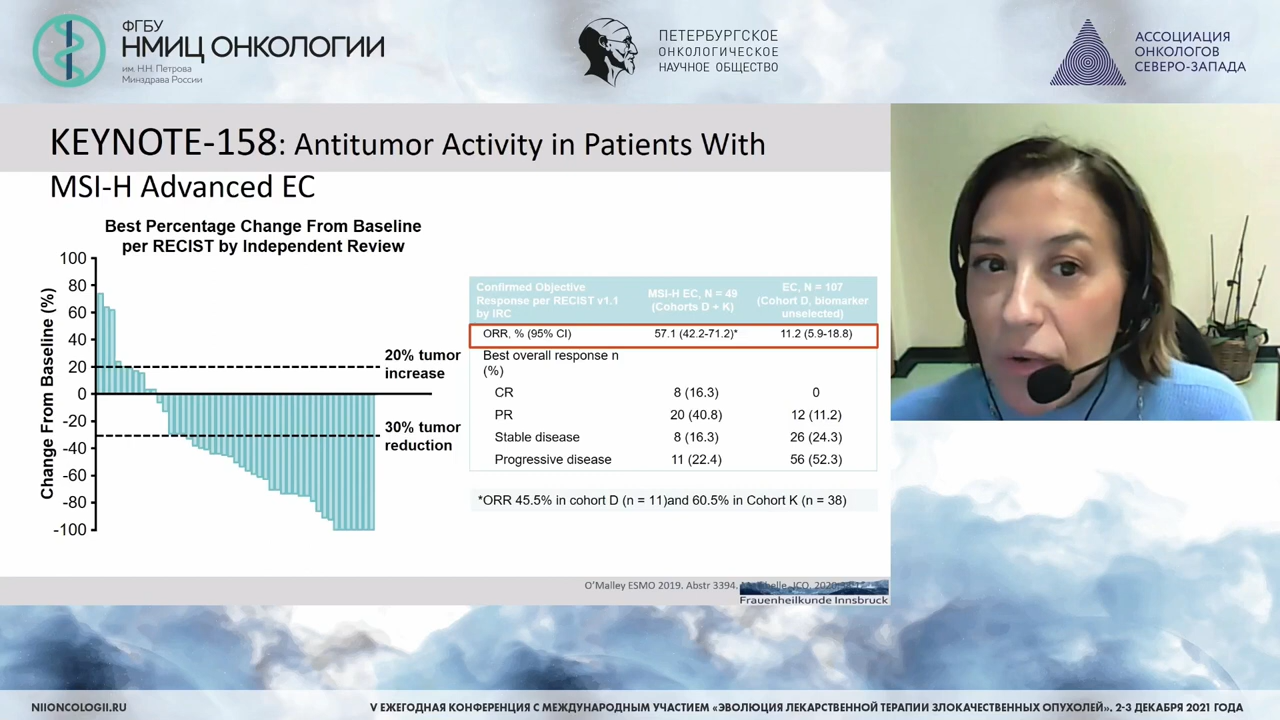 ФГБУ
НМИЦ ОНКОЛОГИИ
им. Н.Н. Петрова
Минздрава России
ПЕТЕРБУРГСКОЕ
ОНКОЛОГИЧЕСКОЕ
НАУЧНОЕ ОБЩЕСТВО
АССОЦИАЦИЯ
ОНКОЛОГОВ
СЕВЕРО-ЗАПАДА
KEYNOTE-158: Antitumor Activity in Patients With
MSI-H Advanced EC
Best Percentage Change From Baseline
per RECIST by Independent Review
Change From Baseline (%)
100
80
60
40
20
0
-20
-40
-60
-80
-100
20% tumor
increase
30% tumor
reduction
Confirmed Objective
Response per RECIST v1.1
by IRC
MSI-H EC, N = 49
(Cohorts D + K)
EC, N = 107
(Cohort D, biomarker
unselected)
ORR, % (95% CI) 57.1 (42.2-71.2)* 11.2 (5.9-18.8)
Best overall response n
(%)
CR 8 (16.3) 0
PR 20 (40.8) 12 (11.2)
Stable disease 8 (16.3) 26 (24.3)
Progressive disease 11 (22.4) 56 (52.3)
*ORR 45.5% in cohort D (n = 11)and 60.5% in Cohort K (n = 38)
O'Malley ESMO 2019. Abstr 3394. JCO, 2020
Frauenheilkunde Innsbruck
NIIONCOLOGII.RU
V ЕЖЕГОДНАЯ КОНФЕРЕНЦИЯ С МЕЖДУНАРОДНЫМ УЧАСТИЕМ «ЭВОЛЮЦИЯ ЛЕКАРСТВЕННОЙ ТЕРАПИИ ЗЛОКАЧЕСТВЕННЫХ ОПУХОЛЕЙ». 2-3 ДЕКАБРЯ 2021 ГОДА